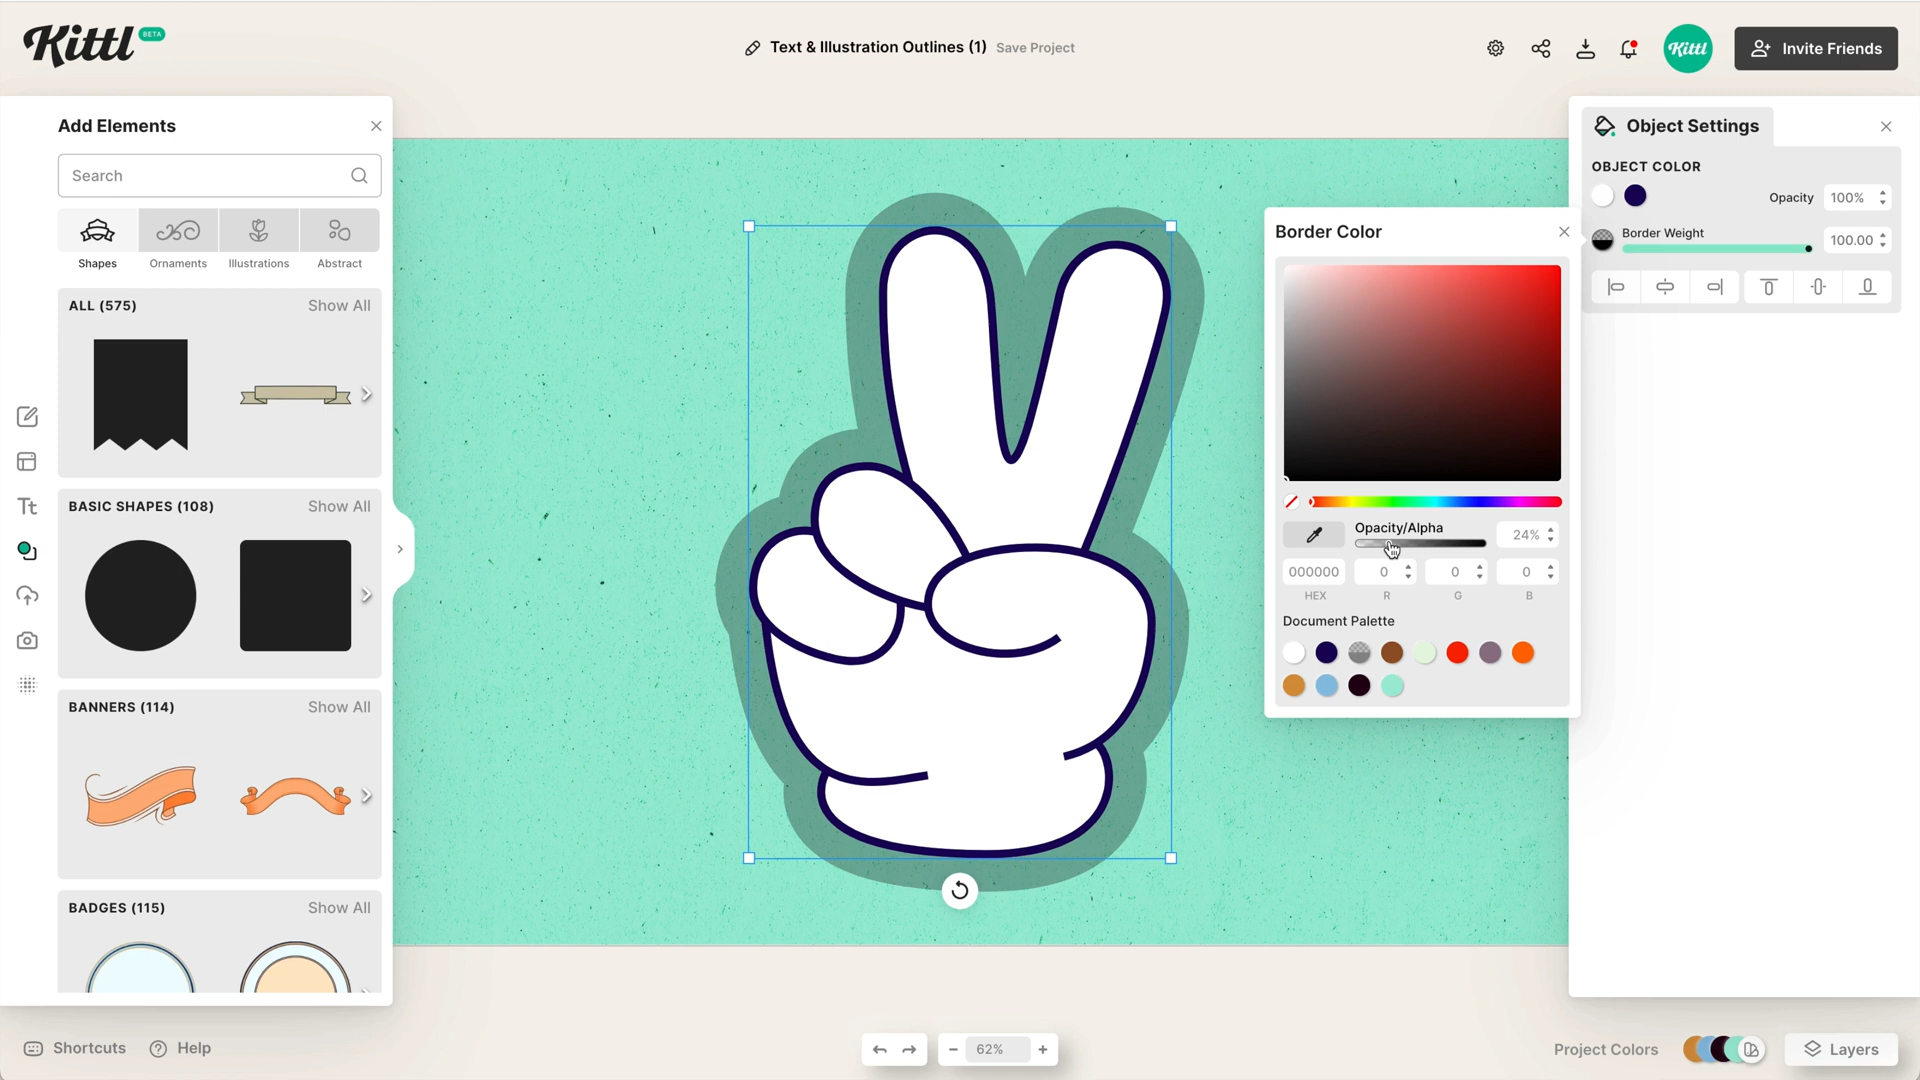 Kittl BETA
Text & Illustration Outlines (1) Save Project
Kittl
Invite Friends
Add Elements
Search
Shapes Ornaments Illustrations Abstract
ALL (575) Show All
BASIC SHAPES (108) Show All
BANNERS (114) Show All
BADGES (115) Show All
Tt
Border Color
Opacity/Alpha
24%
000000 0 0 0
HEX R G B
Document Palette
Object Settings
OBJECT COLOR
Opacity 100%
Border Weight
100.00
Shortcuts
Help
62%
Project Colors
Layers